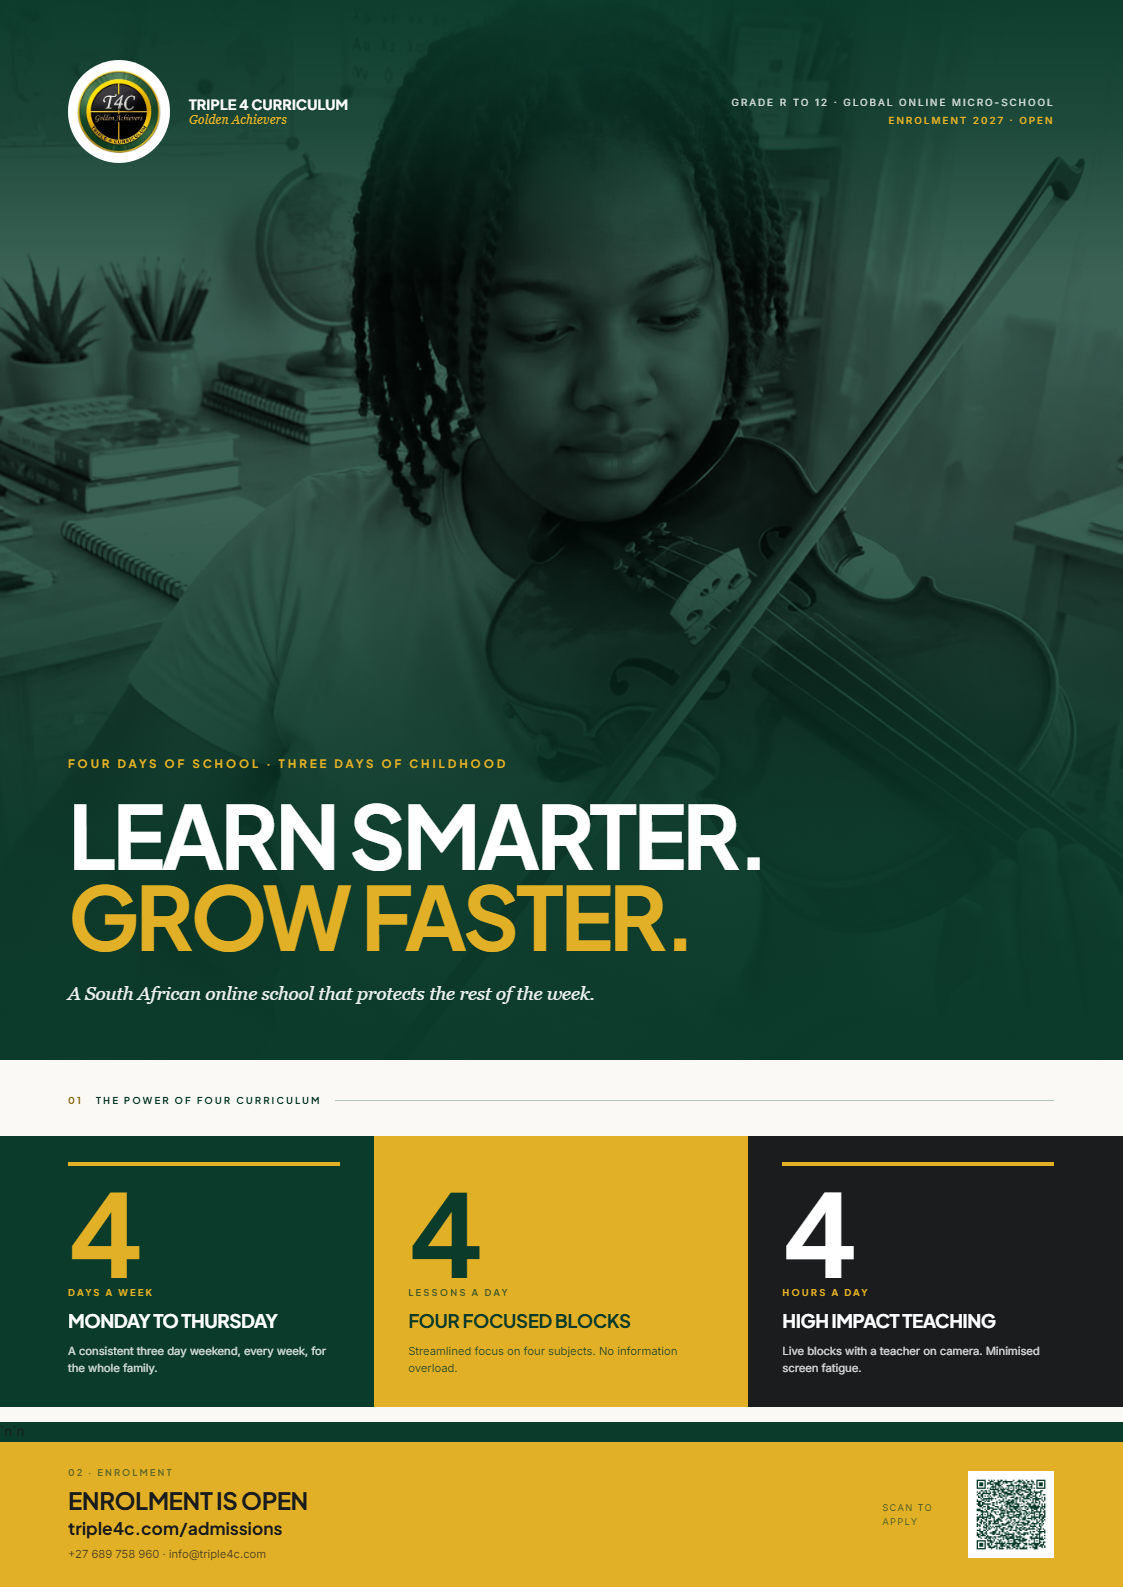 T4C
Golden Achievers
TRIPLE 4 CURRICULUM
TRIPLE 4 CURRICULUM
Golden Achievers
GRADE R TO 12 · GLOBAL ONLINE MICRO-SCHOOL
ENROLMENT 2027 · OPEN
FOUR DAYS OF SCHOOL · THREE DAYS OF CHILDHOOD
LEARN SMARTER.
GROW FASTER.
A South African online school that protects the rest of the week.
01 THE POWER OF FOUR CURRICULUM
4
DAYS A WEEK
MONDAY TO THURSDAY
A consistent three day weekend, every week, for
the whole family.
4
LESSONS A DAY
FOUR FOCUSED BLOCKS
Streamlined focus on four subjects. No information
overload.
4
HOURS A DAY
HIGH IMPACT TEACHING
Live blocks with a teacher on camera. Minimised
screen fatigue.
02 · ENROLMENT
ENROLMENT IS OPEN
triple4c.com/admissions
+27 689 758 960 · info@triple4c.com
SCAN TO
APPLY